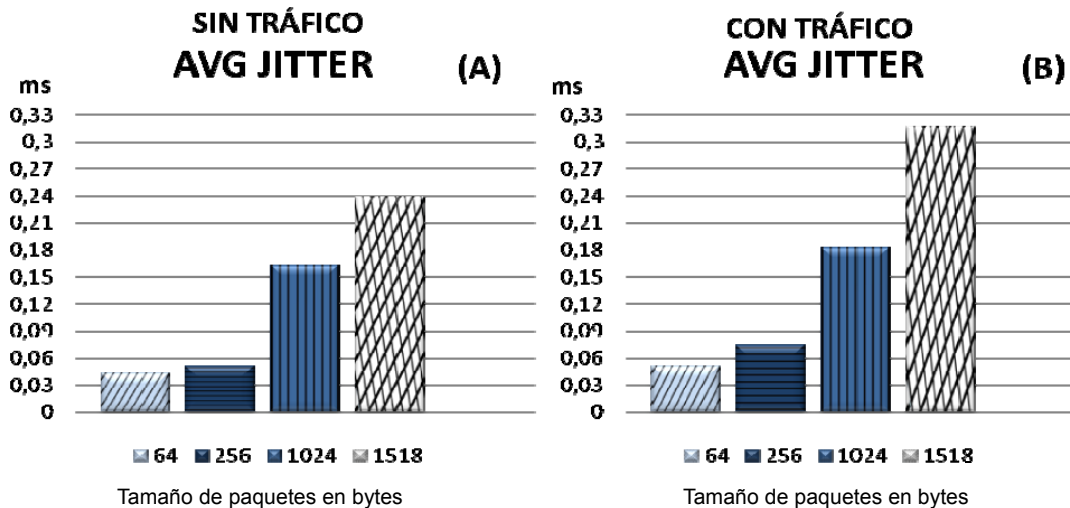 SIN TRÁFICO
AVG JITTER (A)
ms
0,33
0,3
0,27
0,24
0,21
0,18
0,15
0,12
0,09
0,06
0,03
0
64 256 1024 1518
Tamaño de paquetes en bytes
CON TRÁFICO
AVG JITTER (B)
ms
0,33
0,3
0,27
0,24
0,21
0,18
0,15
0,12
0,09
0,06
0,03
0
64 256 1024 1518
Tamaño de paquetes en bytes